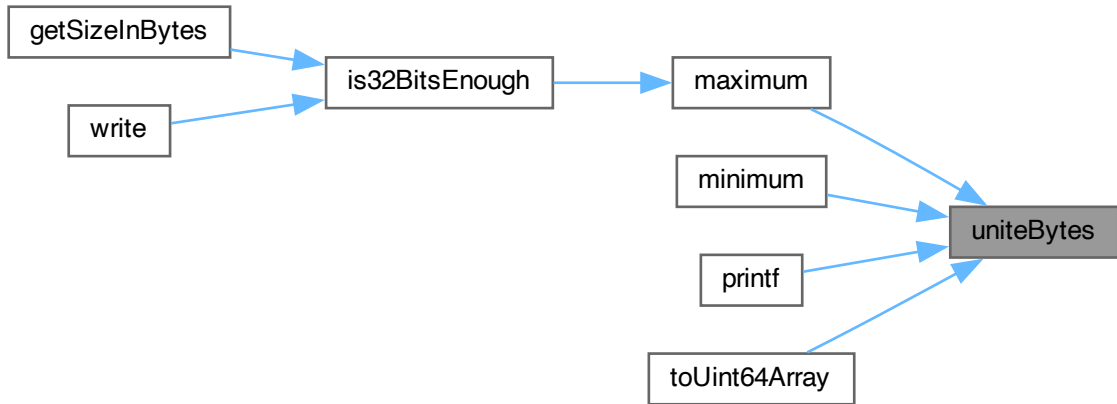 getSizeInBytes
write
is32BitsEnough
maximum
minimum
printf
toUint64Array
uniteBytes